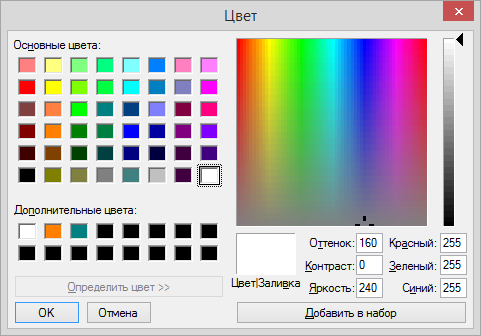 Цвет
Основные цвета:
Дополнительные цвета:
Определить цвет >>
ОК
Отмена
Цвет|Заливка
Оттенок: 160
Контраст: 0
Яркость: 240
Красный: 255
Зеленый: 255
Синий: 255
Добавить в набор